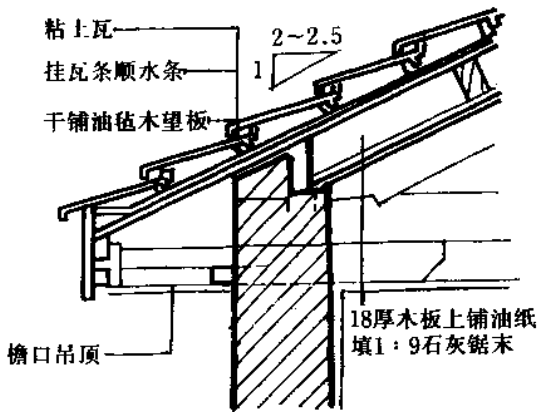 粘土瓦
2~2.5
1
挂瓦条顺水条
干铺油毡木望板
18厚木板上铺油纸
填1:9石灰锯末
檐口吊顶